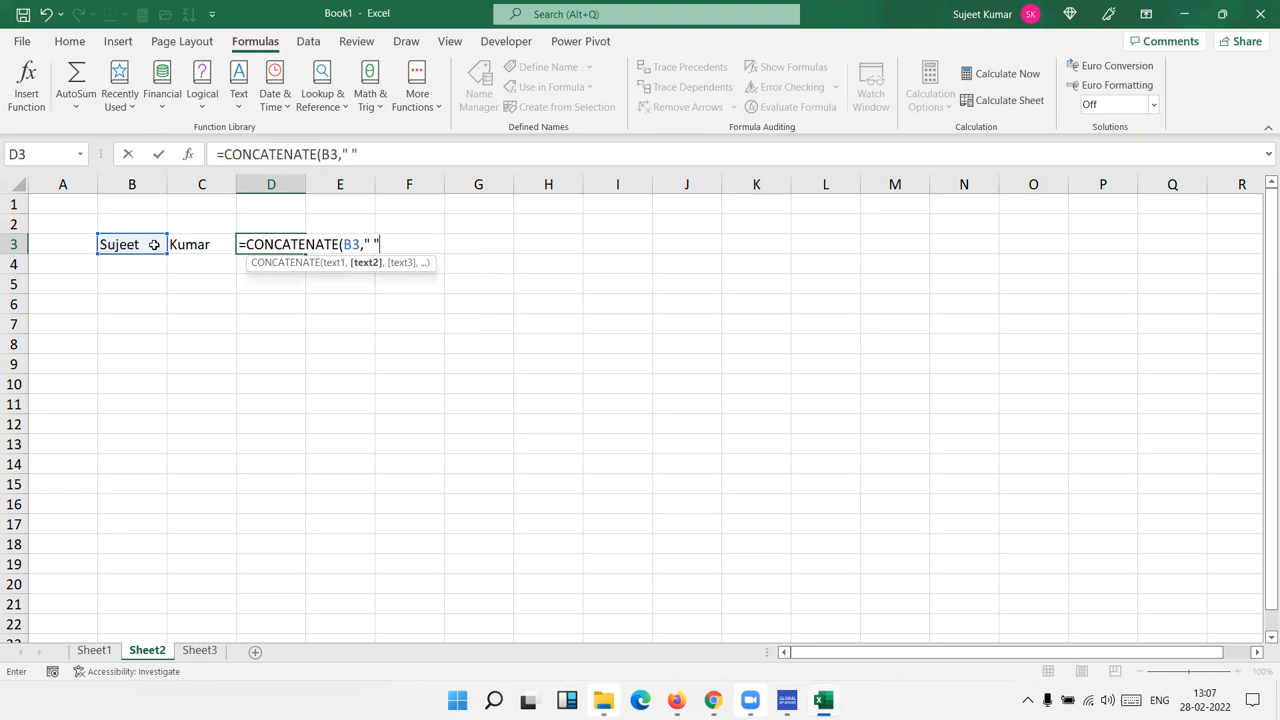 Book1 - Excel
Search (Alt+Q)
Sujeet Kumar
SK
File Home Insert Page Layout Formulas Data Review View Draw Developer Power Pivot
Comments
Share
Insert Function
AutoSum
Recently Used
Financial
Logical
Text
Date & Time
Lookup & Reference
Math & Trig
More Functions
Function Library
Name Manager
Define Name
Use in Formula
Create from Selection
Defined Names
Trace Precedents
Trace Dependents
Remove Arrows
Show Formulas
Error Checking
Evaluate Formula
Formula Auditing
Watch Window
Calculation Options
Calculate Now
Calculate Sheet
Calculation
Euro Conversion
Euro Formatting
Off
Solutions
D3
fx
=CONCATENATE(B3," "
A B C D E F G H I J K L M N O P Q R
1
2
3 Sujeet Kumar =CONCATENATE(B3," "
CONCATENATE(text1, [text2], [text3], ...)
4
5
6
7
8
9
10
11
12
13
14
15
16
17
18
19
20
21
22
Sheet1 Sheet2 Sheet3
Enter
Accessibility: Investigate
100%
ENG
13:07
28-02-2022